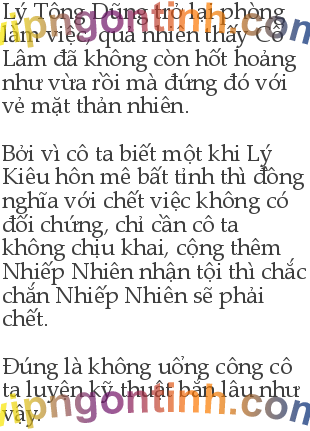 Lý Tông Dũng trở lại phòng
làm việc, quả nhiên thấy Cố
Lâm đã không còn hốt hoảng
như vừa rồi mà đứng đó với
vẻ mặt thản nhiên.

Bởi vì cô ta biết một khi Lý
Kiêu hôn mê bất tỉnh thì đồng
nghĩa với chết việc không có
đối chứng, chỉ cần cô ta
không chịu khai, cộng thêm
Nhiếp Nhiên nhận tội thì chắc
chắn Nhiếp Nhiên sẽ phải
chết.

Đúng là không uổng công cô
ta luyện kỹ thuật bắn lâu như
vậy.